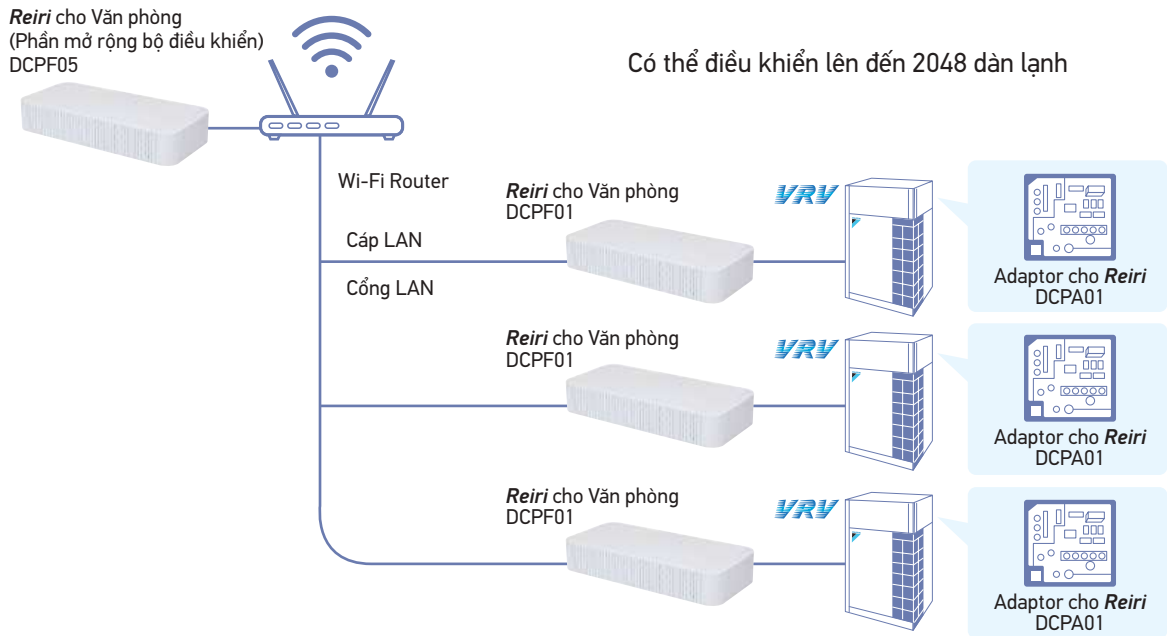 Reiri cho Văn phòng
(Phần mở rộng bộ điều khiển)
DCPF05
Có thể điều khiển lên đến 2048 dàn lạnh
Wi-Fi Router
Cáp LAN
Cổng LAN
Reiri cho Văn phòng
DCPF01
VRV
Adaptor cho Reiri
DCPA01
Reiri cho Văn phòng
DCPF01
VRV
Adaptor cho Reiri
DCPA01
Reiri cho Văn phòng
DCPF01
VRV
Adaptor cho Reiri
DCPA01